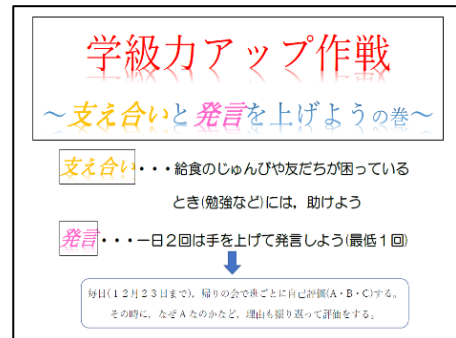 学級力アップ作戦
～支え合いと発言を上げようの巻～
支え合い・・・給食のじゅんびや友だちが困っている
とき(勉強など)には，助けよう
発言・・・一日2回は手を上げて発言しよう(最低1回)
毎日(12月23日まで)，帰りの会で班ごとに自己評価(A・B・C)する。
その時に，なぜAなのかなど，理由も振り返って評価をする。